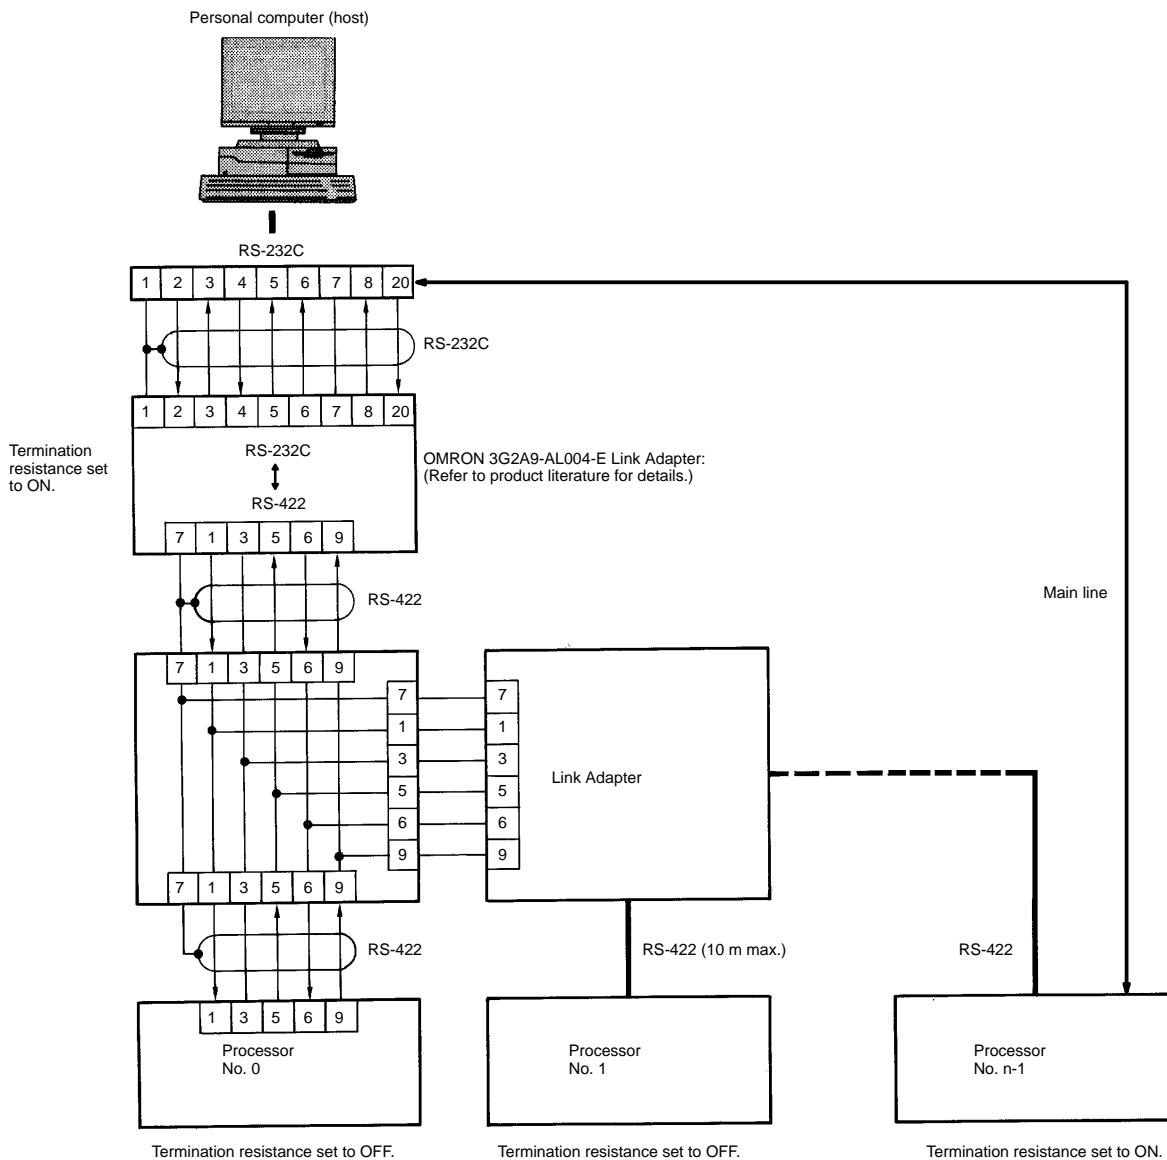 Personal computer (host)
RS-232C
1 2 3 4 5 6 7 8 20
RS-232C
1 2 3 4 5 6 7 8 20
Termination
resistance set
to ON.
RS-232C
RS-422
OMRON 3G2A9-AL004-E Link Adapter:
(Refer to product literature for details.)
7 1 3 5 6 9
RS-422
Main line
7 1 3 5 6 9
7 7
1 1
3 3
5 5
6 6
9 9
Link Adapter
7 1 3 5 6 9
RS-422
RS-422 (10 m max.)
RS-422
1 3 5 6 9
Processor
No. 0
Processor
No. 1
Processor
No. n-1
Termination resistance set to OFF.
Termination resistance set to OFF.
Termination resistance set to ON.